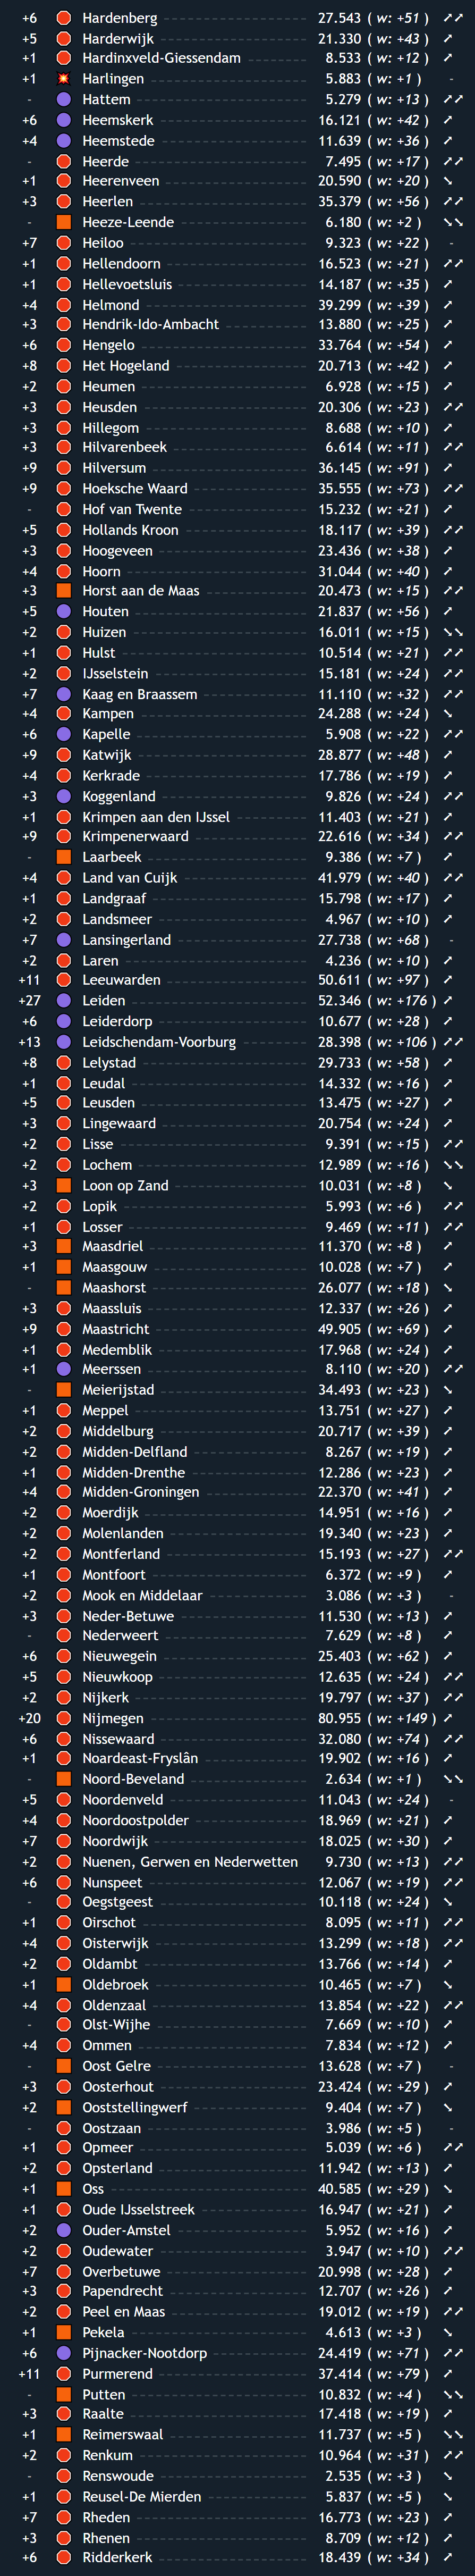 +6 Hardenberg 27.543 ( w: +51 ) ↗↗
+5 Harderwijk 21.330 ( w: +43 ) ↗
+1 Hardinxveld-Giessendam 8.533 ( w: +12 ) ↗
+1 Harlingen 5.883 ( w: +1 ) -
- Hattem 5.279 ( w: +13 ) ↗↗
+6 Heemskerk 16.121 ( w: +42 ) ↗
+4 Heemstede 11.639 ( w: +36 ) ↗
- Heerde 7.495 ( w: +17 ) ↗↗
+1 Heerenveen 20.590 ( w: +20 ) ↘
+3 Heerlen 35.379 ( w: +56 ) ↗↗
- Heeze-Leende 6.180 ( w: +2 ) ↘↘
+7 Heiloo 9.323 ( w: +22 ) -
+1 Hellendoorn 16.523 ( w: +21 ) ↗↗
+1 Hellevoetsluis 14.187 ( w: +35 ) ↗
+4 Helmond 39.299 ( w: +39 ) ↗
+3 Hendrik-Ido-Ambacht 13.880 ( w: +25 ) ↗
+6 Hengelo 33.764 ( w: +54 ) ↗
+8 Het Hogeland 20.713 ( w: +42 ) ↗
+2 Heumen 6.928 ( w: +15 ) ↗
+3 Heusden 20.306 ( w: +23 ) ↗↗
+3 Hillegom 8.688 ( w: +10 ) ↗
+3 Hilvarenbeek 6.614 ( w: +11 ) ↗↗
+9 Hilversum 36.145 ( w: +91 ) ↗
+9 Hoeksche Waard 35.555 ( w: +73 ) ↗↗
- Hof van Twente 15.232 ( w: +21 ) ↗
+5 Hollands Kroon 18.117 ( w: +39 ) ↗↗
+3 Hoogeveen 23.436 ( w: +38 ) ↗
+4 Hoorn 31.044 ( w: +40 ) ↗
+3 Horst aan de Maas 20.473 ( w: +15 ) ↗↗
+5 Houten 21.837 ( w: +56 ) ↗
+2 Huizen 16.011 ( w: +15 ) ↘↘
+1 Hulst 10.514 ( w: +21 ) ↗↗
+2 IJsselstein 15.181 ( w: +24 ) ↗↗
+7 Kaag en Braassem 11.110 ( w: +32 ) ↗↗
+4 Kampen 24.288 ( w: +24 ) ↘
+6 Kapelle 5.908 ( w: +22 ) ↗↗
+9 Katwijk 28.877 ( w: +48 ) ↗
+4 Kerkrade 17.786 ( w: +19 ) ↗
+3 Koggenland 9.826 ( w: +24 ) ↗↗
+1 Krimpen aan den IJssel 11.403 ( w: +21 ) ↗
+9 Krimpenerwaard 22.616 ( w: +34 ) ↗↗
- Laarbeek 9.386 ( w: +7 ) ↗
+4 Land van Cuijk 41.979 ( w: +40 ) ↗↗
+1 Landgraaf 15.798 ( w: +17 ) ↗
+2 Landsmeer 4.967 ( w: +10 ) ↗
+7 Lansingerland 27.738 ( w: +68 ) -
+2 Laren 4.236 ( w: +10 ) ↗
+11 Leeuwarden 50.611 ( w: +97 ) ↗
+27 Leiden 52.346 ( w: +176 ) ↗
+6 Leiderdorp 10.677 ( w: +28 ) ↗
+13 Leidschendam-Voorburg 28.398 ( w: +106 ) ↗↗
+8 Lelystad 29.733 ( w: +58 ) ↗
+1 Leudal 14.332 ( w: +16 ) ↗
+5 Leusden 13.475 ( w: +27 ) ↗
+3 Lingewaard 20.754 ( w: +24 ) ↗
+2 Lisse 9.391 ( w: +15 ) ↗↗
+2 Lochem 12.989 ( w: +16 ) ↘↘
+3 Loon op Zand 10.031 ( w: +8 ) ↘
+2 Lopik 5.993 ( w: +6 ) ↗↗
+1 Losser 9.469 ( w: +11 ) ↗↗
+3 Maasdriel 11.370 ( w: +8 ) ↗
+1 Maasgouw 10.028 ( w: +7 ) ↗
- Maashorst 26.077 ( w: +18 ) ↘
+3 Maassluis 12.337 ( w: +26 ) ↗
+9 Maastricht 49.905 ( w: +69 ) ↗
+1 Medemblik 17.968 ( w: +24 ) ↗
+1 Meerssen 8.110 ( w: +20 ) ↗↗
- Meierijstad 34.493 ( w: +23 ) ↘
+1 Meppel 13.751 ( w: +27 ) ↗
+2 Middelburg 20.717 ( w: +39 ) ↗
+2 Midden-Delfland 8.267 ( w: +19 ) ↗
+1 Midden-Drenthe 12.286 ( w: +23 ) ↗
+4 Midden-Groningen 22.370 ( w: +41 ) ↗
+2 Moerdijk 14.951 ( w: +16 ) ↗
+2 Molenlanden 19.340 ( w: +23 ) ↗
+2 Montferland 15.193 ( w: +27 ) ↗↗
+1 Montfoort 6.372 ( w: +9 ) ↗
+2 Mook en Middelaar 3.086 ( w: +3 ) -
+3 Neder-Betuwe 11.530 ( w: +13 ) ↗
- Nederweert 7.629 ( w: +8 ) ↗
+6 Nieuwegein 25.403 ( w: +62 ) ↗
+5 Nieuwkoop 12.635 ( w: +24 ) ↗↗
+2 Nijkerk 19.797 ( w: +37 ) ↗↗
+20 Nijmegen 80.955 ( w: +149 ) ↗
+6 Nissewaard 32.080 ( w: +74 ) ↗↗
+1 Noardeast-Fryslân 19.902 ( w: +16 ) ↗
- Noord-Beveland 2.634 ( w: +1 ) ↘↘
+5 Noordenveld 11.043 ( w: +24 ) -
+4 Noordoostpolder 18.969 ( w: +21 ) ↗
+7 Noordwijk 18.025 ( w: +30 ) ↗
+2 Nuenen, Gerwen en Nederwetten 9.730 ( w: +13 ) ↗↗
+6 Nunspeet 12.067 ( w: +19 ) ↗↗
- Oegstgeest 10.118 ( w: +24 ) ↘
+1 Oirschot 8.095 ( w: +11 ) ↗↗
+4 Oisterwijk 13.299 ( w: +18 ) ↗↗
+2 Oldambt 13.766 ( w: +14 ) ↗
+1 Oldebroek 10.465 ( w: +7 ) ↘
+4 Oldenzaal 13.854 ( w: +22 ) ↗↗
- Olst-Wijhe 7.669 ( w: +10 ) ↗
+4 Ommen 7.834 ( w: +12 ) ↗
- Oost Gelre 13.628 ( w: +7 ) -
+3 Oosterhout 23.424 ( w: +29 ) ↗
+2 Ooststellingwerf 9.404 ( w: +7 ) ↘
- Oostzaan 3.986 ( w: +5 ) -
+1 Opmeer 5.039 ( w: +6 ) ↗↗
+2 Opsterland 11.942 ( w: +13 ) ↗
+1 Oss 40.585 ( w: +29 ) ↘
+1 Oude IJsselstreek 16.947 ( w: +21 ) ↗
+2 Ouder-Amstel 5.952 ( w: +16 ) ↗
+2 Oudewater 3.947 ( w: +10 ) ↗↗
+7 Overbetuwe 20.998 ( w: +28 ) ↗
+3 Papendrecht 12.707 ( w: +26 ) ↗
+2 Peel en Maas 19.012 ( w: +19 ) ↗↗
+1 Pekela 4.613 ( w: +3 ) ↘
+6 Pijnacker-Nootdorp 24.419 ( w: +71 ) ↗↗
+11 Purmerend 37.414 ( w: +79 ) ↗
- Putten 10.832 ( w: +4 ) ↘↘
+3 Raalte 17.418 ( w: +19 ) ↗
+1 Reimerswaal 11.737 ( w: +5 ) ↘↘
+2 Renkum 10.964 ( w: +31 ) ↗↗
- Renswoude 2.535 ( w: +3 ) ↘
+1 Reusel-De Mierden 5.837 ( w: +5 ) ↘
+7 Rheden 16.773 ( w: +23 ) ↗
+3 Rhenen 8.709 ( w: +12 ) ↗
+6 Ridderkerk 18.439 ( w: +34 ) ↗